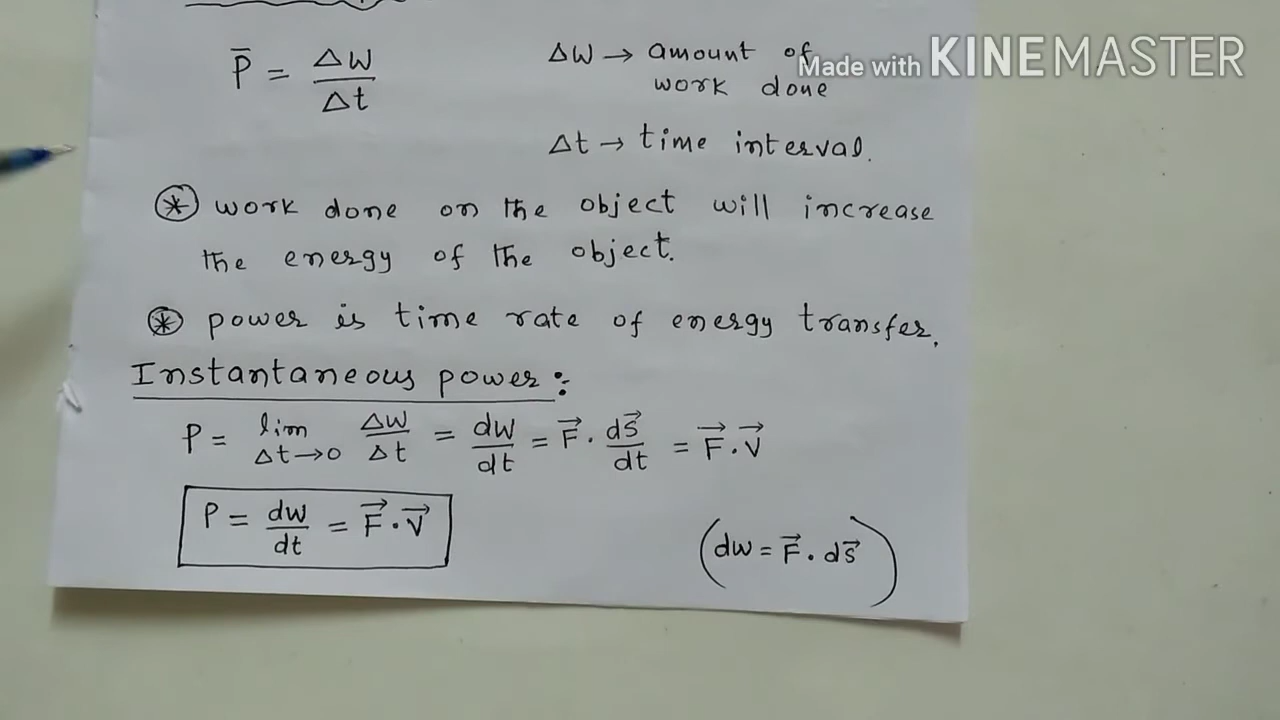 P̄ = ΔW/Δt
ΔW → amount of
work done
Made with KINEMASTER
Δt → time interval.
⊛ work done on the object will increase
the energy of the object.
⊛ power is time rate of energy transfer.
Instantaneous power :-
P = lim Δt→0 ΔW/Δt = dW/dt = F⃗ . dS⃗/dt = F⃗ . V⃗
P = dW/dt = F⃗ . V⃗
(dW = F⃗ . dS⃗)